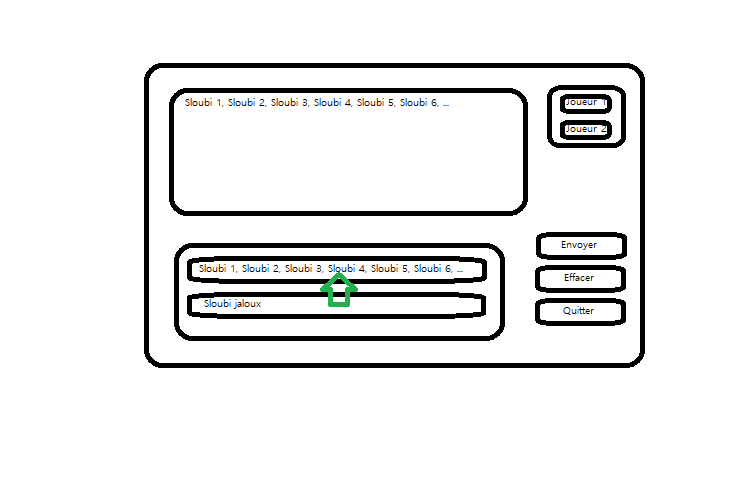 Sloubi 1, Sloubi 2, Sloubi 3, Sloubi 4, Sloubi 5, Sloubi 6, ...
Joueur 1
Joueur 2
Envoyer
Sloubi 1, Sloubi 2, Sloubi 3, Sloubi 4, Sloubi 5, Sloubi 6, ...
Effacer
Sloubi jaloux
Quitter